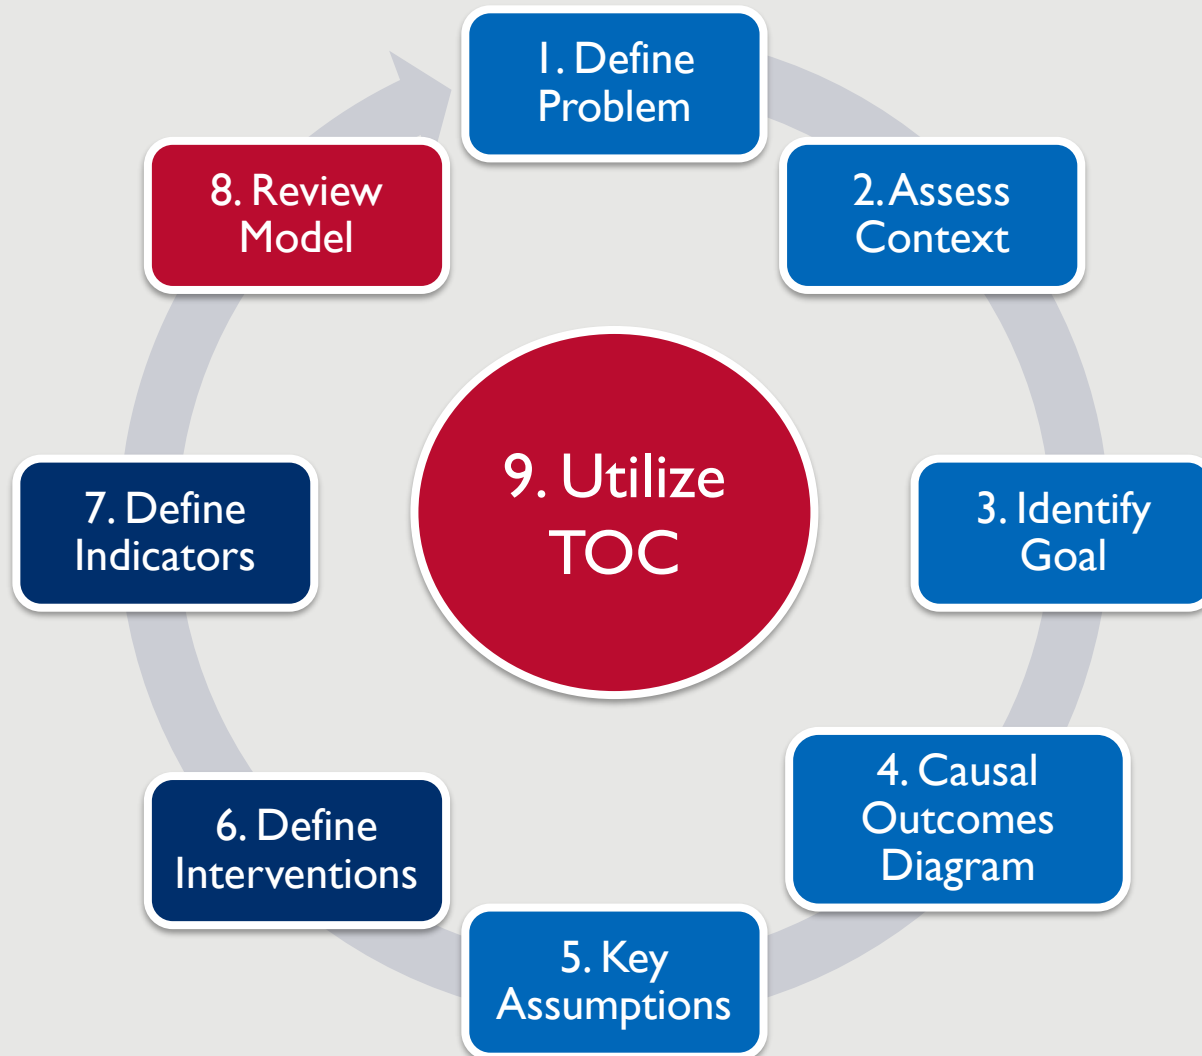 1. Define
Problem
2. Assess
Context
3. Identify
Goal
4. Causal
Outcomes
Diagram
5. Key
Assumptions
6. Define
Interventions
7. Define
Indicators
8. Review
Model
9. Utilize
TOC